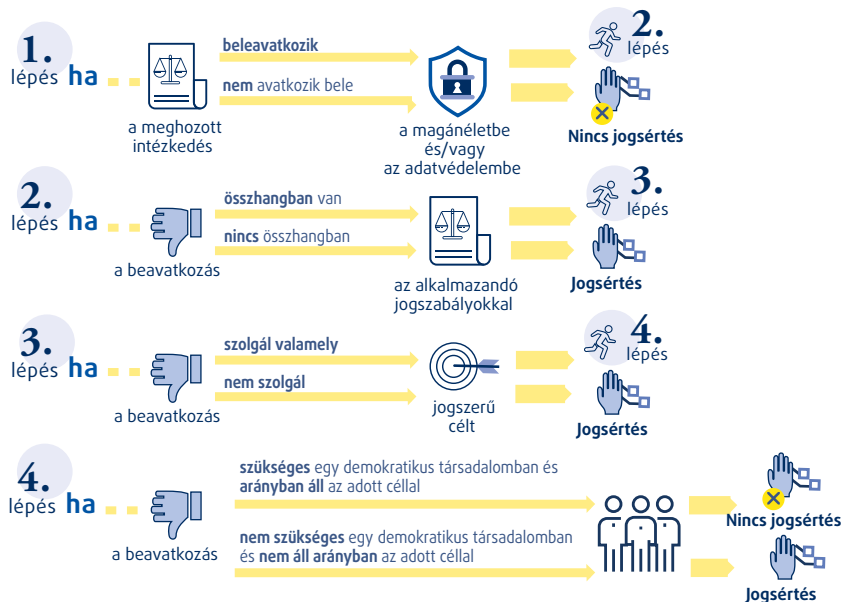 1.
lépés ha
a meghozott
intézkedés
beleavatkozik
nem avatkozik bele
a magánéletbe
és/vagy
az adatvédelembe
2.
lépés
Nincs jogsértés
2.
lépés ha
a beavatkozás
összhangban van
nincs összhangban
az alkalmazandó
jogszabályokkal
3.
lépés
Jogsértés
3.
lépés ha
a beavatkozás
szolgál valamely
nem szolgál
jogszerű
célt
4.
lépés
Jogsértés
4.
lépés ha
a beavatkozás
szükséges egy demokratikus társadalomban és
arányban áll az adott céllal
nem szükséges egy demokratikus társadalomban
és nem áll arányban az adott céllal
Nincs jogsértés
Jogsértés